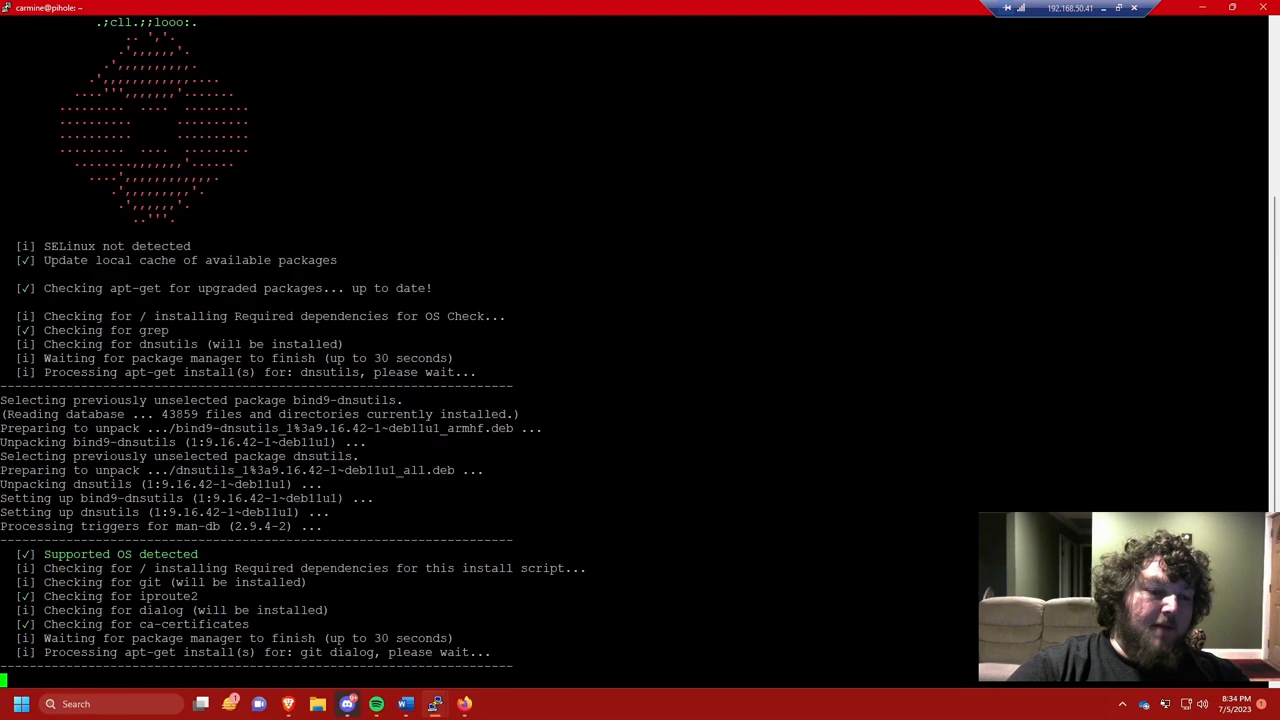 carmine@pihole: ~
192.168.50.41
.;cll.;;looo:.
.. ','.
.',,,,,,'.
.',,,,,,,,,,.
.',,,,,,,,,,,,....
....''',,,,,,,'.......
......... .... .........
.......... ..........
.......... ..........
......... .... .........
........,,,,,,,'......
....',,,,,,,,,,,,.
.',,,,,,,,,'.
.',,,,,,'.
..'''.
[i] SELinux not detected
[✓] Update local cache of available packages
[✓] Checking apt-get for upgraded packages... up to date!
[i] Checking for / installing Required dependencies for OS Check...
[✓] Checking for grep
[i] Checking for dnsutils (will be installed)
[i] Waiting for package manager to finish (up to 30 seconds)
[i] Processing apt-get install(s) for: dnsutils, please wait...
----------------------------------------------------------------------
Selecting previously unselected package bind9-dnsutils.
(Reading database ... 43859 files and directories currently installed.)
Preparing to unpack .../bind9-dnsutils_1%3a9.16.42-1~deb11u1_armhf.deb ...
Unpacking bind9-dnsutils (1:9.16.42-1~deb11u1) ...
Selecting previously unselected package dnsutils.
Preparing to unpack .../dnsutils_1%3a9.16.42-1~deb11u1_all.deb ...
Unpacking dnsutils (1:9.16.42-1~deb11u1) ...
Setting up bind9-dnsutils (1:9.16.42-1~deb11u1) ...
Setting up dnsutils (1:9.16.42-1~deb11u1) ...
Processing triggers for man-db (2.9.4-2) ...
----------------------------------------------------------------------
[✓] Supported OS detected
[i] Checking for / installing Required dependencies for this install script...
[i] Checking for git (will be installed)
[✓] Checking for iproute2
[i] Checking for dialog (will be installed)
[✓] Checking for ca-certificates
[i] Waiting for package manager to finish (up to 30 seconds)
[i] Processing apt-get install(s) for: git dialog, please wait...
----------------------------------------------------------------------
Search
8:34 PM
7/5/2023